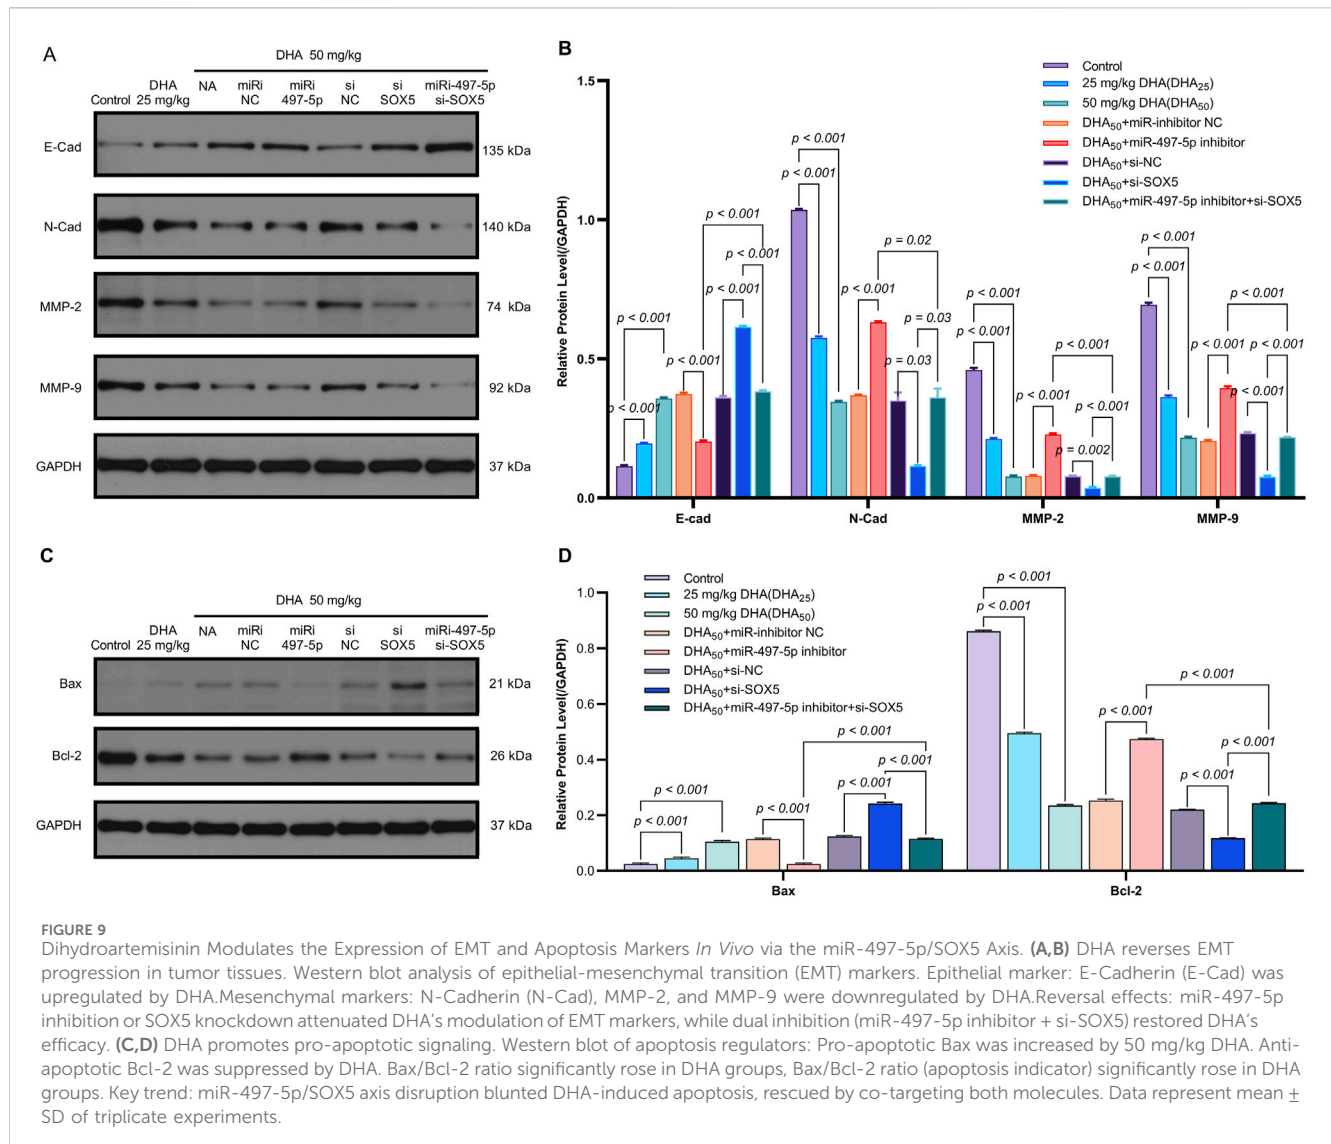 A
DHA 50 mg/kg
DHA NA miRi miRi si si miRi-497-5p
Control 25 mg/kg NC 497-5p NC SOX5 si-SOX5
E-Cad 135 kDa
N-Cad 140 kDa
MMP-2 74 kDa
MMP-9 92 kDa
GAPDH 37 kDa
B
Relative Protein Level(/GAPDH)
1.5
1.0
0.5
0.0
Control
25 mg/kg DHA(DHA25)
50 mg/kg DHA(DHA50)
DHA50+miR-inhibitor NC
DHA50+miR-497-5p inhibitor
DHA50+si-NC
DHA50+si-SOX5
DHA50+miR-497-5p inhibitor+si-SOX5
p < 0.001
p < 0.001
p < 0.001
p < 0.001
p < 0.001
p < 0.001
p < 0.001
p < 0.001
p < 0.001
p = 0.02
p = 0.03
p = 0.03
p < 0.001
p < 0.001
p < 0.001
p < 0.001
p < 0.001
p = 0.002
p < 0.001
p < 0.001
p < 0.001
p < 0.001
p < 0.001
p < 0.001
E-cad N-Cad MMP-2 MMP-9
C
DHA 50 mg/kg
DHA NA miRi miRi si si miRi-497-5p
Control 25 mg/kg NC 497-5p NC SOX5 si-SOX5
Bax 21 kDa
Bcl-2 26 kDa
GAPDH 37 kDa
D
Relative Protein Level(/GAPDH)
1.0
0.8
0.6
0.4
0.2
0.0
Control
25 mg/kg DHA(DHA25)
50 mg/kg DHA(DHA50)
DHA50+miR-inhibitor NC
DHA50+miR-497-5p inhibitor
DHA50+si-NC
DHA50+si-SOX5
DHA50+miR-497-5p inhibitor+si-SOX5
p < 0.001
p < 0.001
p < 0.001
p < 0.001
p < 0.001
p < 0.001
p < 0.001
p < 0.001
p < 0.001
p < 0.001
p < 0.001
p < 0.001
Bax Bcl-2
FIGURE 9
Dihydroartemisinin Modulates the Expression of EMT and Apoptosis Markers In Vivo via the miR-497-5p/SOX5 Axis. (A,B) DHA reverses EMT
progression in tumor tissues. Western blot analysis of epithelial-mesenchymal transition (EMT) markers. Epithelial marker: E-Cadherin (E-Cad) was
upregulated by DHA.Mesenchymal markers: N-Cadherin (N-Cad), MMP-2, and MMP-9 were downregulated by DHA.Reversal effects: miR-497-5p
inhibition or SOX5 knockdown attenuated DHA's modulation of EMT markers, while dual inhibition (miR-497-5p inhibitor + si-SOX5) restored DHA's
efficacy. (C,D) DHA promotes pro-apoptotic signaling. Western blot of apoptosis regulators: Pro-apoptotic Bax was increased by 50 mg/kg DHA. Anti-
apoptotic Bcl-2 was suppressed by DHA. Bax/Bcl-2 ratio significantly rose in DHA groups, Bax/Bcl-2 ratio (apoptosis indicator) significantly rose in DHA
groups. Key trend: miR-497-5p/SOX5 axis disruption blunted DHA-induced apoptosis, rescued by co-targeting both molecules. Data represent mean ±
SD of triplicate experiments.